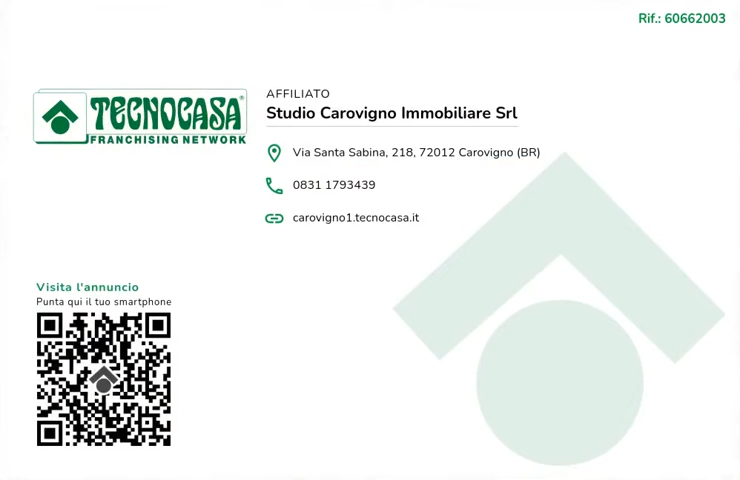 Rif.: 60662003
TECNOCASA®
FRANCHISING NETWORK
AFFILIATO
Studio Carovigno Immobiliare Srl
Via Santa Sabina, 218, 72012 Carovigno (BR)
0831 1793439
carovigno1.tecnocasa.it
Visita l'annuncio
Punta qui il tuo smartphone